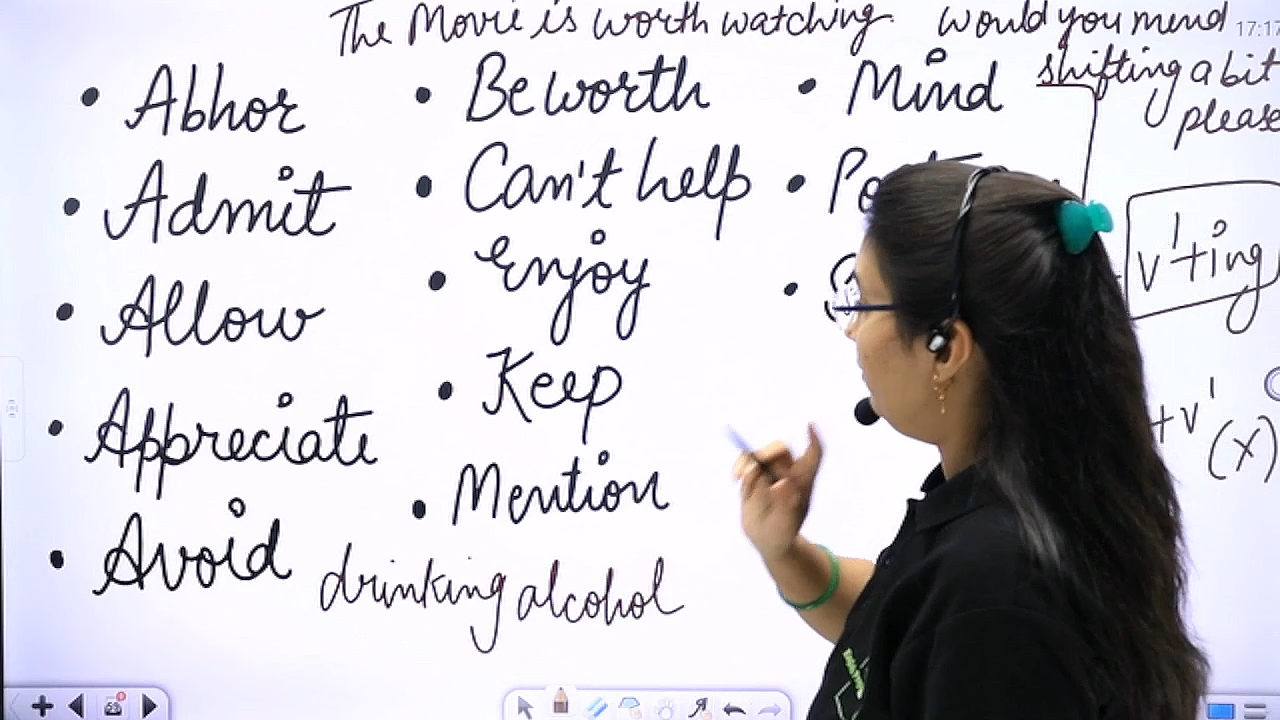 The Movie is worth watching. would you mend
17:17
shifting a bit
please
• Abhor
• Be worth
• Mind
• Admit
• Can't help
• Allow
• Enjoy
v¹+ing
• Appreciate
• Keep
+v¹ (x)
• Avoid drinking alcohol
• Mention